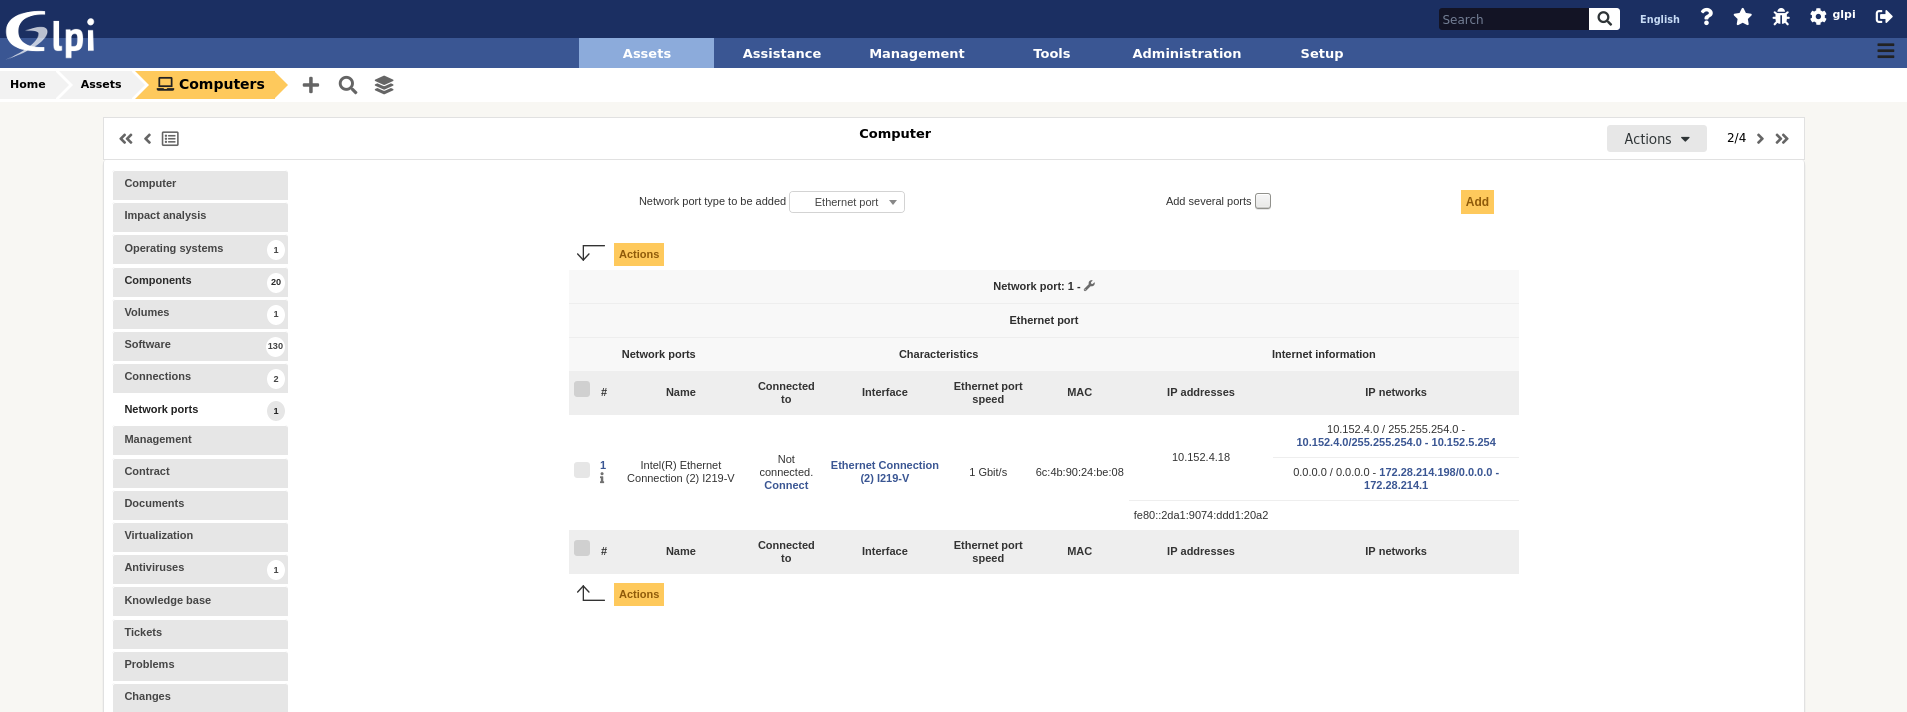 Glpi
Search
English
glpi
Assets Assistance Management Tools Administration Setup
Home Assets Computers
Computer
Actions
2/4
Computer
Impact analysis
Operating systems 1
Components 20
Volumes 1
Software 130
Connections 2
Network ports 1
Management
Contract
Documents
Virtualization
Antiviruses 1
Knowledge base
Tickets
Problems
Changes
Network port type to be added Ethernet port
Add several ports
Add
Actions
Network port: 1 -
Ethernet port
Network ports Characteristics Internet information
# Name Connected to Interface Ethernet port speed MAC IP addresses IP networks
1
Intel(R) Ethernet
Connection (2) I219-V
Not
connected.
Connect
Ethernet Connection
(2) I219-V
1 Gbit/s
6c:4b:90:24:be:08
10.152.4.18
10.152.4.0 / 255.255.254.0 -
10.152.4.0/255.255.254.0 - 10.152.5.254
0.0.0.0 / 0.0.0.0 - 172.28.214.198/0.0.0.0 -
172.28.214.1
fe80::2da1:9074:ddd1:20a2
# Name Connected to Interface Ethernet port speed MAC IP addresses IP networks
Actions